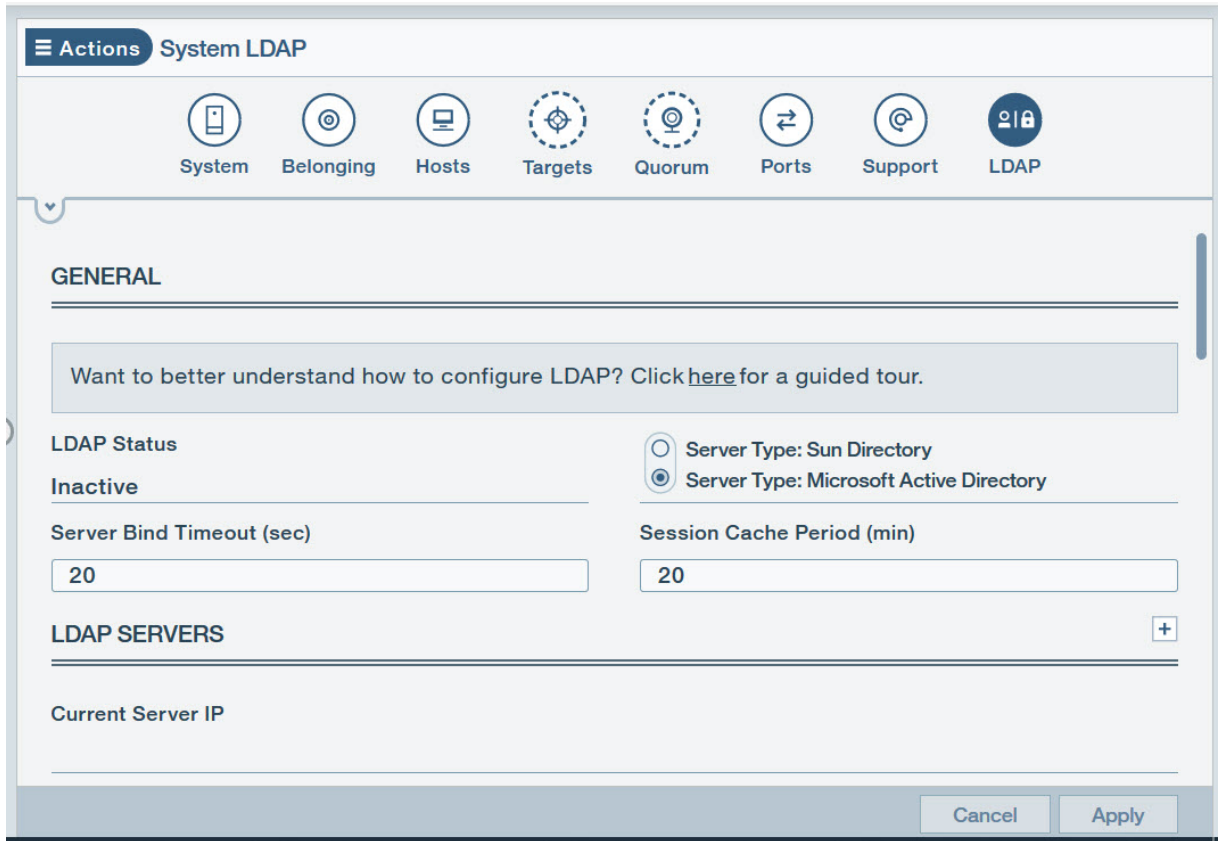 Actions System LDAP
System Belonging Hosts Targets Quorum Ports Support LDAP
GENERAL
Want to better understand how to configure LDAP? Click here for a guided tour.
LDAP Status
Inactive
Server Type: Sun Directory
Server Type: Microsoft Active Directory
Server Bind Timeout (sec)
20
Session Cache Period (min)
20
LDAP SERVERS
Current Server IP
Cancel Apply